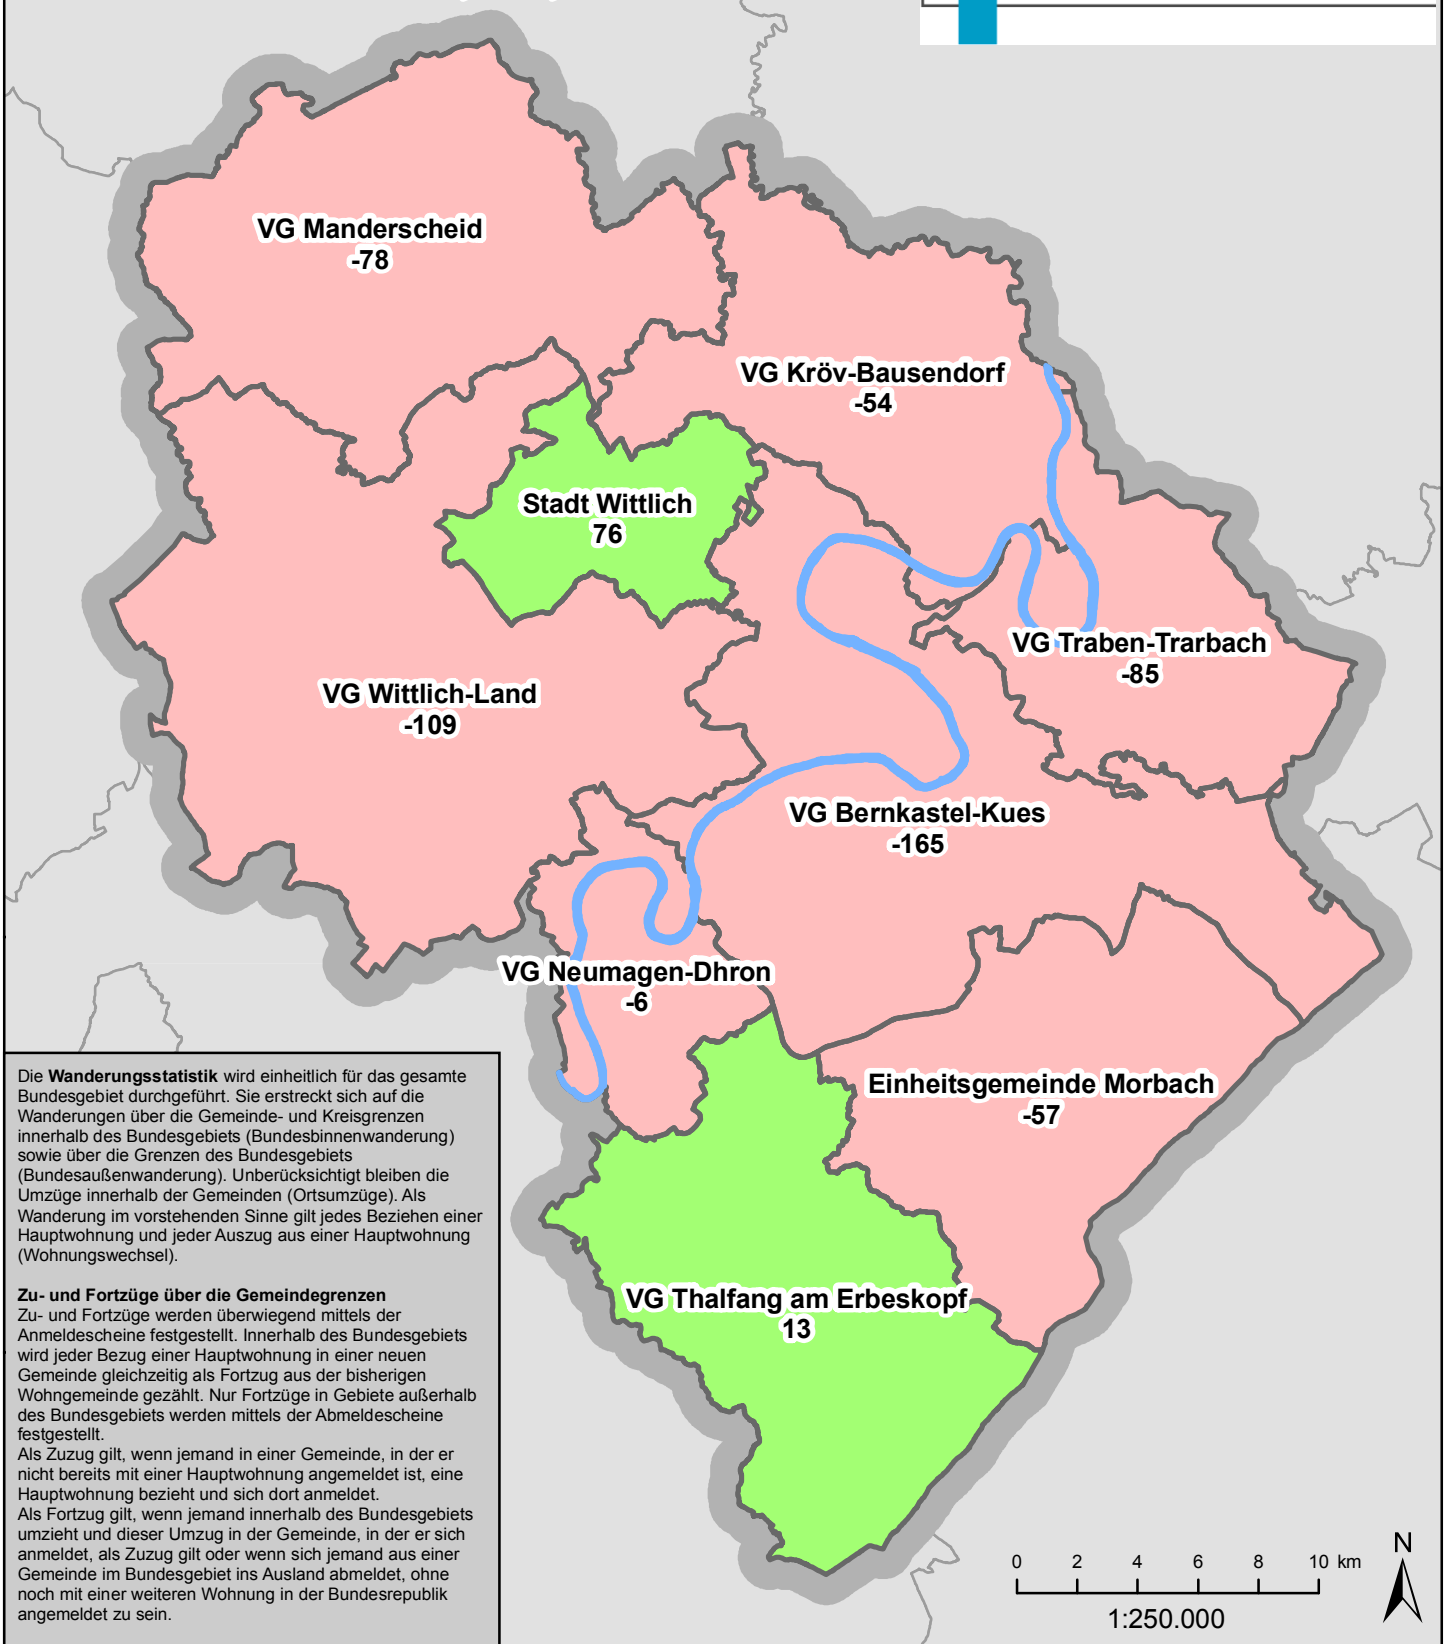 VG Manderscheid
-78
VG Kröv-Bausendorf
-54
Stadt Wittlich
76
VG Traben-Trarbach
-85
VG Wittlich-Land
-109
VG Bernkastel-Kues
-165
VG Neumagen-Dhron
-6
Einheitsgemeinde Morbach
-57
VG Thalfang am Erbeskopf
13
Die Wanderungsstatistik wird einheitlich für das gesamte
Bundesgebiet durchgeführt. Sie erstreckt sich auf die
Wanderungen über die Gemeinde- und Kreisgrenzen
innerhalb des Bundesgebiets (Bundesbinnenwanderung)
sowie über die Grenzen des Bundesgebiets
(Bundesaußenwanderung). Unberücksichtigt bleiben die
Umzüge innerhalb der Gemeinden (Ortsumzüge). Als
Wanderung im vorstehenden Sinne gilt jedes Beziehen einer
Hauptwohnung und jeder Auszug aus einer Hauptwohnung
(Wohnungswechsel).
Zu- und Fortzüge über die Gemeindegrenzen
Zu- und Fortzüge werden überwiegend mittels der
Anmeldescheine festgestellt. Innerhalb des Bundesgebiets
wird jeder Bezug einer Hauptwohnung in einer neuen
Gemeinde gleichzeitig als Fortzug aus der bisherigen
Wohngemeinde gezählt. Nur Fortzüge in Gebiete außerhalb
des Bundesgebiets werden mittels der Abmeldescheine
festgestellt.
Als Zuzug gilt, wenn jemand in einer Gemeinde, in der er
nicht bereits mit einer Hauptwohnung angemeldet ist, eine
Hauptwohnung bezieht und sich dort anmeldet.
Als Fortzug gilt, wenn jemand innerhalb des Bundesgebiets
umzieht und dieser Umzug in der Gemeinde, in der er sich
anmeldet, als Zuzug gilt oder wenn sich jemand aus einer
Gemeinde im Bundesgebiet ins Ausland abmeldet, ohne
noch mit einer weiteren Wohnung in der Bundesrepublik
angemeldet zu sein.
0 2 4 6 8 10 km
1:250.000
N